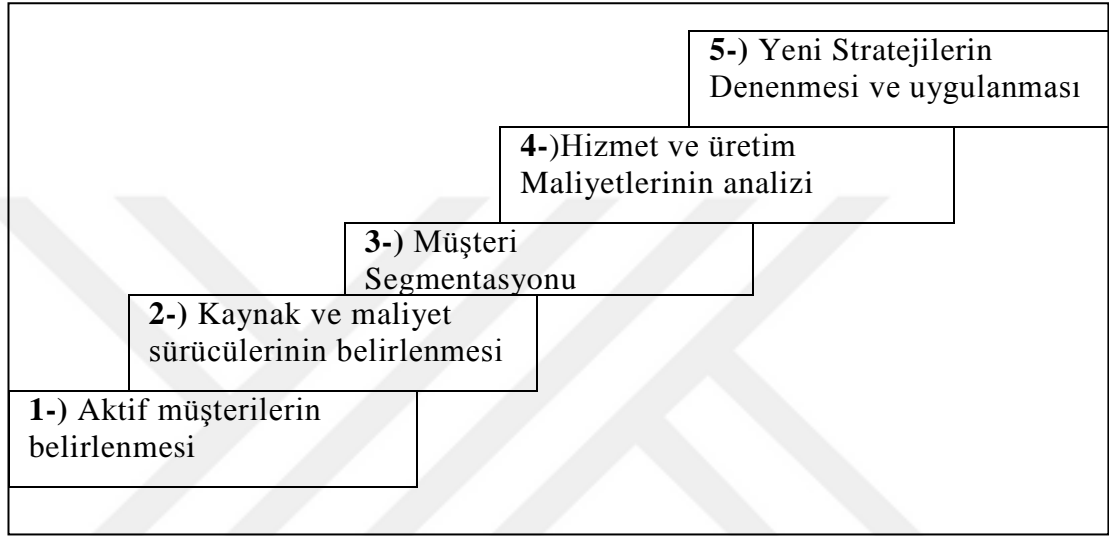 5-) Yeni Stratejilerin
Denenmesi ve uygulanması
4-)Hizmet ve üretim
Maliyetlerinin analizi
3-) Müşteri
Segmentasyonu
2-) Kaynak ve maliyet
sürücülerinin belirlenmesi
1-) Aktif müşterilerin
belirlenmesi